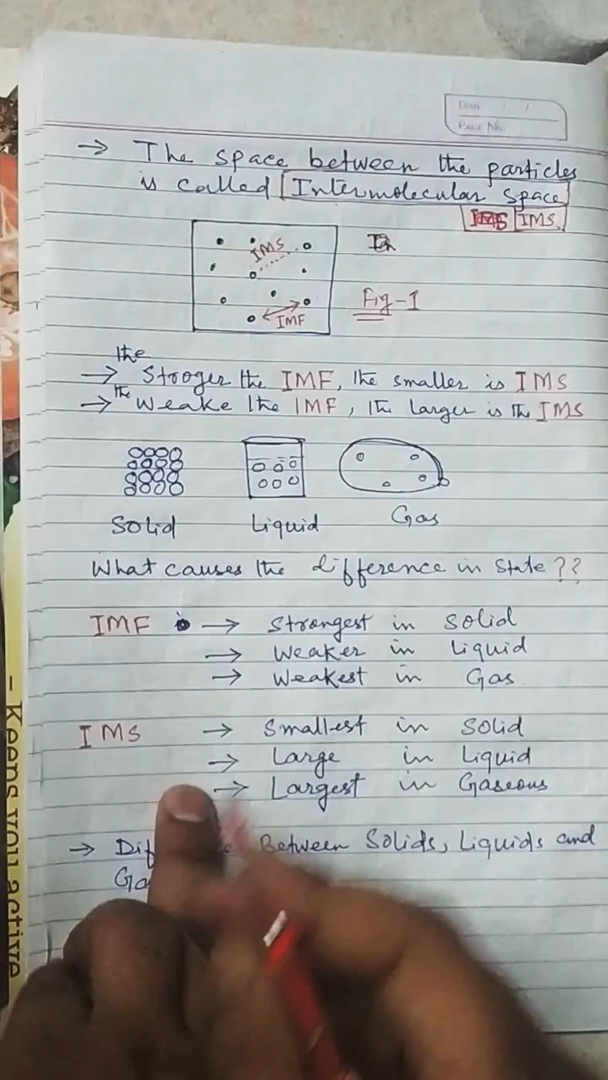 Date / /
Page No.
→ The space between the particles
is called Intermolecular space
IMS IMS
IMS
Fig-1
IMF
the
→ Stroger the IMF, the smaller is IMS
→ the Weake the IMF, the larger is the IMS
Solid Liquid Gas
What causes the difference in State ??
IMF → Strongest in Solid
→ Weaker in Liquid
→ Weakest in Gas
IMS → Smallest in Solid
→ Large in Liquid
→ Largest in Gaseous
→ Between Solids, Liquids and
– Keeps you active